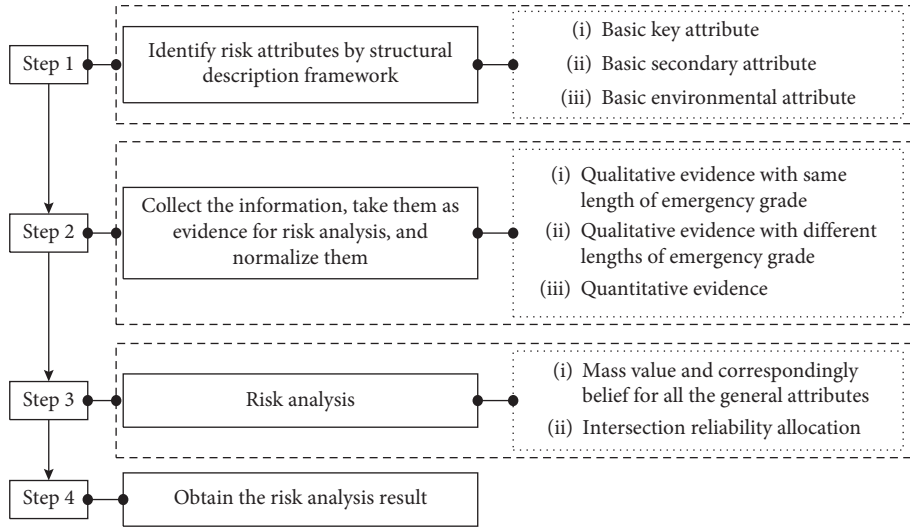 Step 1
Identify risk attributes by structural
description framework
(i) Basic key attribute
(ii) Basic secondary attribute
(iii) Basic environmental attribute
Step 2
Collect the information, take them as
evidence for risk analysis, and
normalize them
(i) Qualitative evidence with same
length of emergency grade
(ii) Qualitative evidence with different
lengths of emergency grade
(iii) Quantitative evidence
Step 3
Risk analysis
(i) Mass value and correspondingly
belief for all the general attributes
(ii) Intersection reliability allocation
Step 4
Obtain the risk analysis result